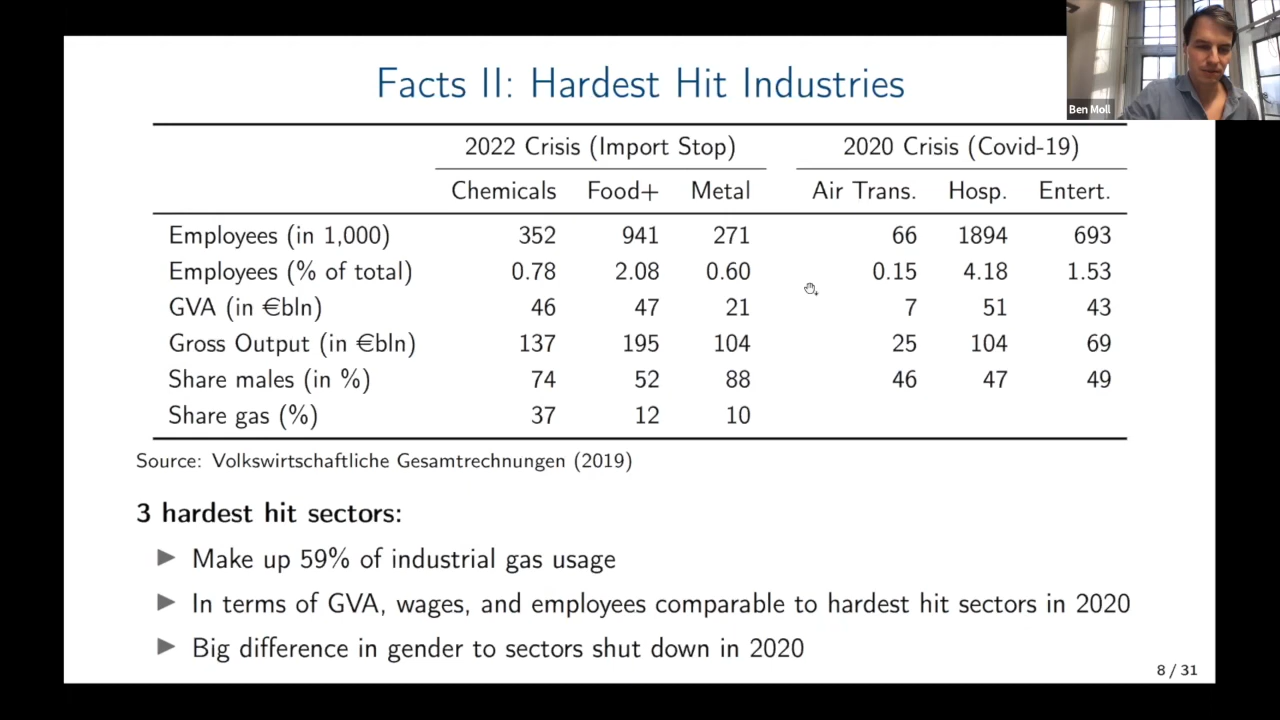 Ben Moll
Facts II: Hardest Hit Industries
2022 Crisis (Import Stop) 2020 Crisis (Covid-19)
Chemicals Food+ Metal Air Trans. Hosp. Entert.
Employees (in 1,000) 352 941 271 66 1894 693
Employees (% of total) 0.78 2.08 0.60 0.15 4.18 1.53
GVA (in €bln) 46 47 21 7 51 43
Gross Output (in €bln) 137 195 104 25 104 69
Share males (in %) 74 52 88 46 47 49
Share gas (%) 37 12 10
Source: Volkswirtschaftliche Gesamtrechnungen (2019)
3 hardest hit sectors:
▶ Make up 59% of industrial gas usage
▶ In terms of GVA, wages, and employees comparable to hardest hit sectors in 2020
▶ Big difference in gender to sectors shut down in 2020
8 / 31